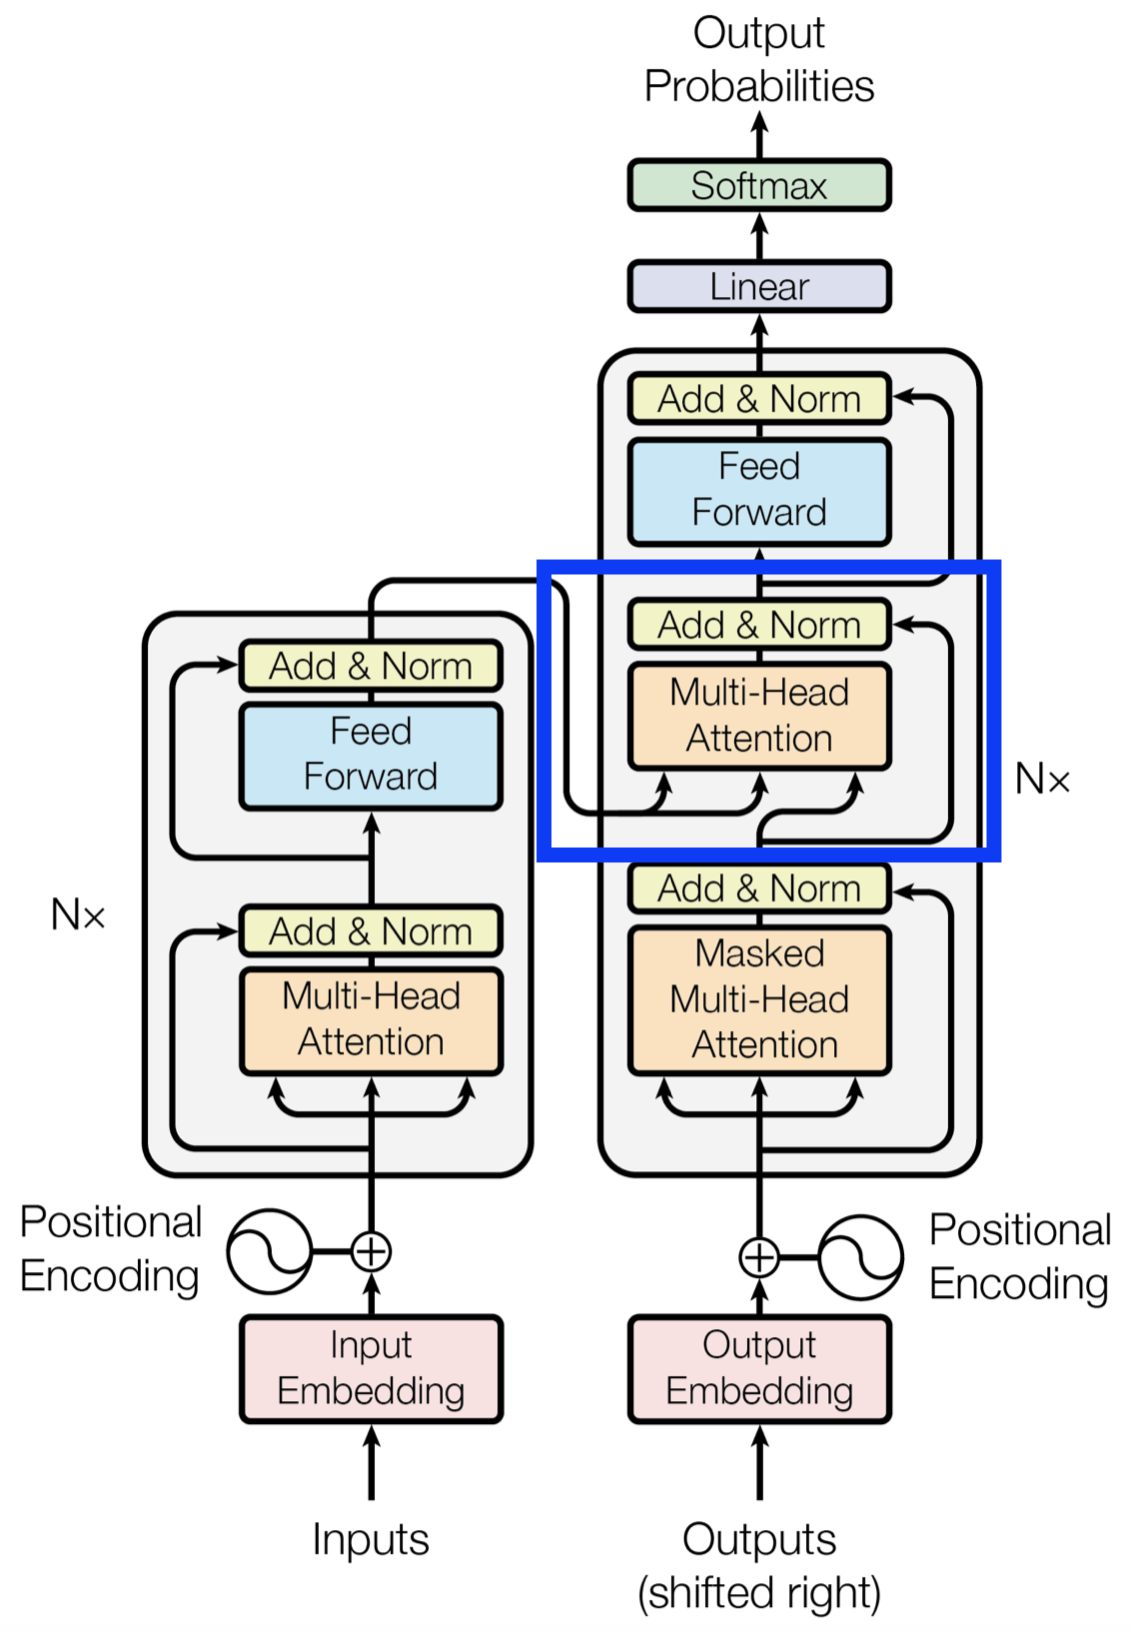 Output
Probabilities
Softmax
Linear
Add & Norm
Feed
Forward
Add & Norm
Multi-Head
Attention
Nx
Add & Norm
Masked
Multi-Head
Attention
Add & Norm
Feed
Forward
Nx
Add & Norm
Multi-Head
Attention
Positional
Encoding
Positional
Encoding
Input
Embedding
Output
Embedding
Inputs
Outputs
(shifted right)